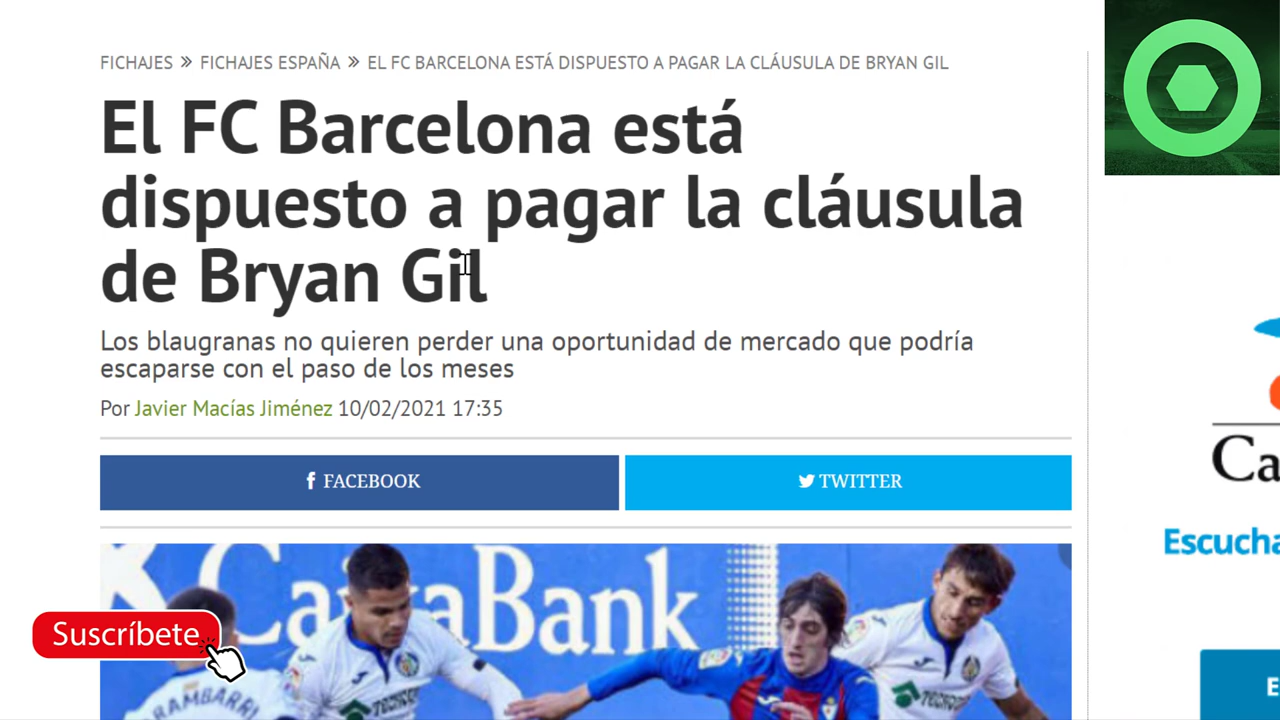 FICHAJES » FICHAJES ESPAÑA » EL FC BARCELONA ESTÁ DISPUESTO A PAGAR LA CLÁUSULA DE BRYAN GIL
El FC Barcelona está
dispuesto a pagar la cláusula
de Bryan Gil
Los blaugranas no quieren perder una oportunidad de mercado que podría
escaparse con el paso de los meses
Por Javier Macías Jiménez 10/02/2021 17:35
FACEBOOK
TWITTER
Ca
Escucha
CaixaBank
Suscríbete